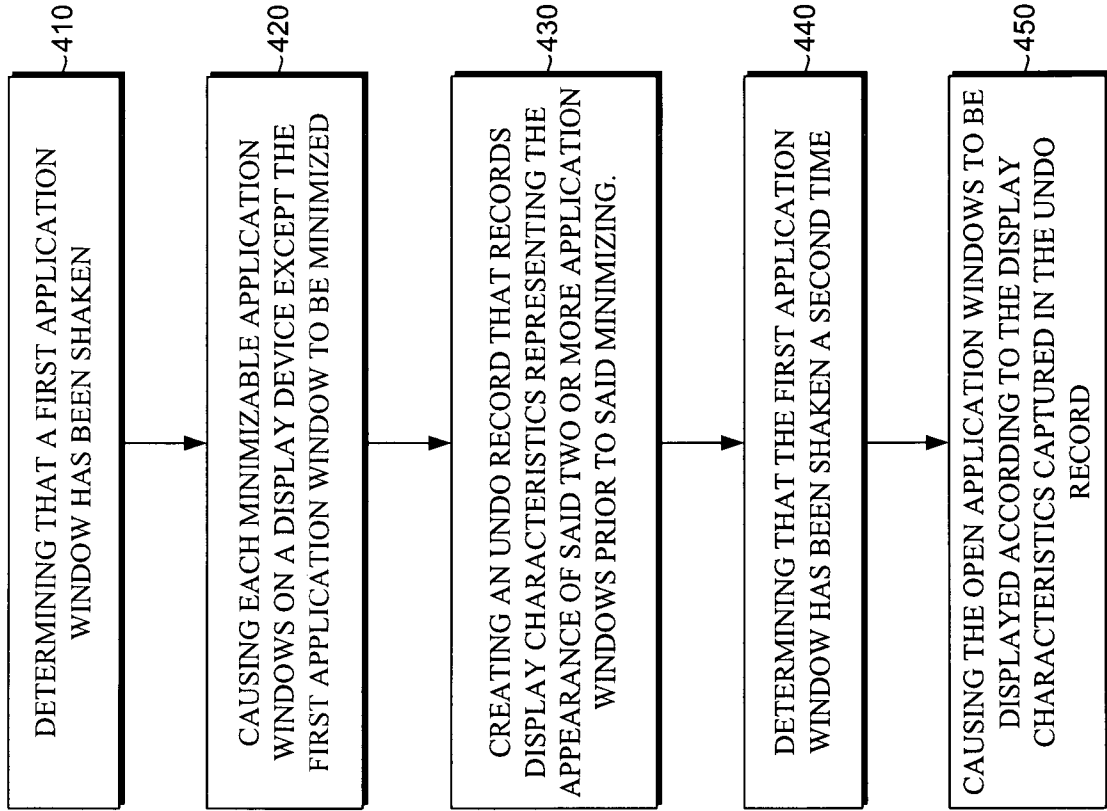 DETERMINING THAT A FIRST APPLICATION
WINDOW HAS BEEN SHAKEN
410
CAUSING EACH MINIMIZABLE APPLICATION
WINDOWS ON A DISPLAY DEVICE EXCEPT THE
FIRST APPLICATION WINDOW TO BE MINIMIZED
420
CREATING AN UNDO RECORD THAT RECORDS
DISPLAY CHARACTERISTICS REPRESENTING THE
APPEARANCE OF SAID TWO OR MORE APPLICATION
WINDOWS PRIOR TO SAID MINIMIZING.
430
DETERMINING THAT THE FIRST APPLICATION
WINDOW HAS BEEN SHAKEN A SECOND TIME
440
CAUSING THE OPEN APPLICATION WINDOWS TO BE
DISPLAYED ACCORDING TO THE DISPLAY
CHARACTERISTICS CAPTURED IN THE UNDO
RECORD
450